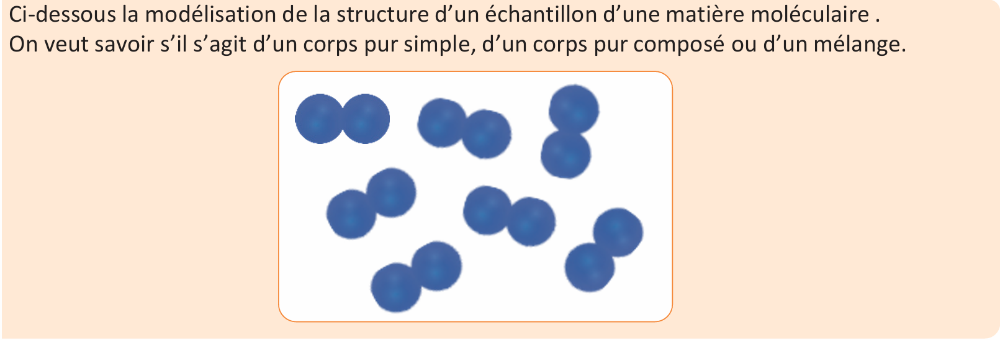 Ci-dessous la modélisation de la structure d’un échantillon d’une matière moléculaire .
On veut savoir s’il s’agit d’un corps pur simple, d’un corps pur composé ou d’un mélange.